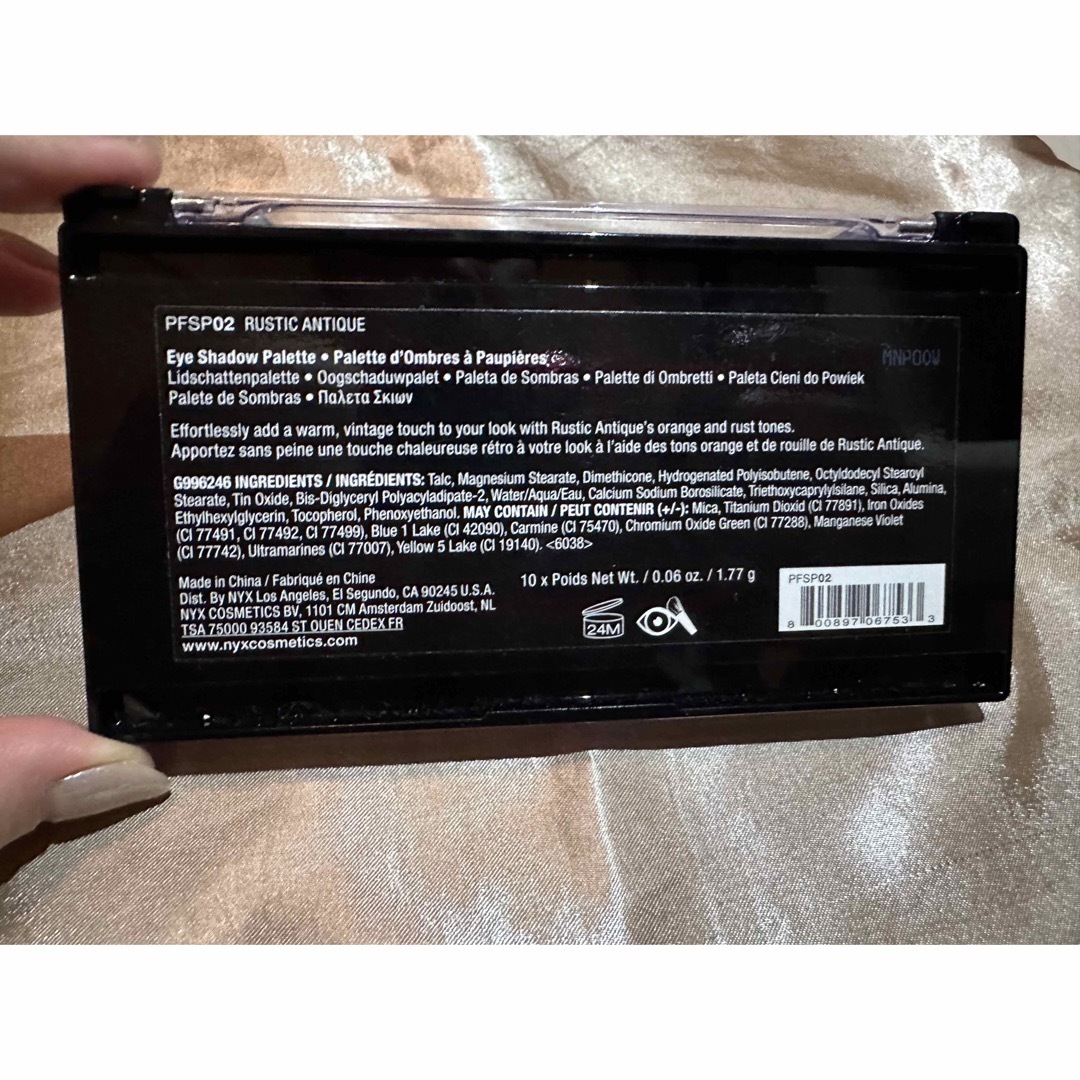 PFSP02 RUSTIC ANTIQUE
Eye Shadow Palette • Palette d'Ombres à Paupières
MNP00W
Lidschattenpalette • Oogschaduwpalet • Paleta de Sombras • Palette di Ombretti • Paleta Cieni do Powiek
Palete de Sombras • Παλετα Σκιων
Effortlessly add a warm, vintage touch to your look with Rustic Antique's orange and rust tones.
Apportez sans peine une touche chaleureuse rétro à votre look à l'aide des tons orange et de rouille de Rustic Antique.
G996246 INGREDIENTS / INGRÉDIENTS: Talc, Magnesium Stearate, Dimethicone, Hydrogenated Polyisobutene, Octyldodecyl Stearoyl
Stearate, Tin Oxide, Bis-Diglyceryl Polyacyladipate-2, Water/Aqua/Eau, Calcium Sodium Borosilicate, Triethoxycaprylylsilane, Silica, Alumina,
Ethylhexylglycerin, Tocopherol, Phenoxyethanol. MAY CONTAIN / PEUT CONTENIR (+/-): Mica, Titanium Dioxid (CI 77891), Iron Oxides
(CI 77491, CI 77492, CI 77499), Blue 1 Lake (CI 42090), Carmine (CI 75470), Chromium Oxide Green (CI 77288), Manganese Violet
(CI 77742), Ultramarines (CI 77007), Yellow 5 Lake (CI 19140). <6038>
Made in China / Fabriqué en Chine
Dist. By NYX Los Angeles, El Segundo, CA 90245 U.S.A.
NYX COSMETICS BV, 1101 CM Amsterdam Zuidoost, NL
TSA 75000 93584 ST OUEN CEDEX FR
www.nyxcosmetics.com
10 x Poids Net Wt. / 0.06 oz. / 1.77 g
24M
PFSP02
8 00897 06753 3